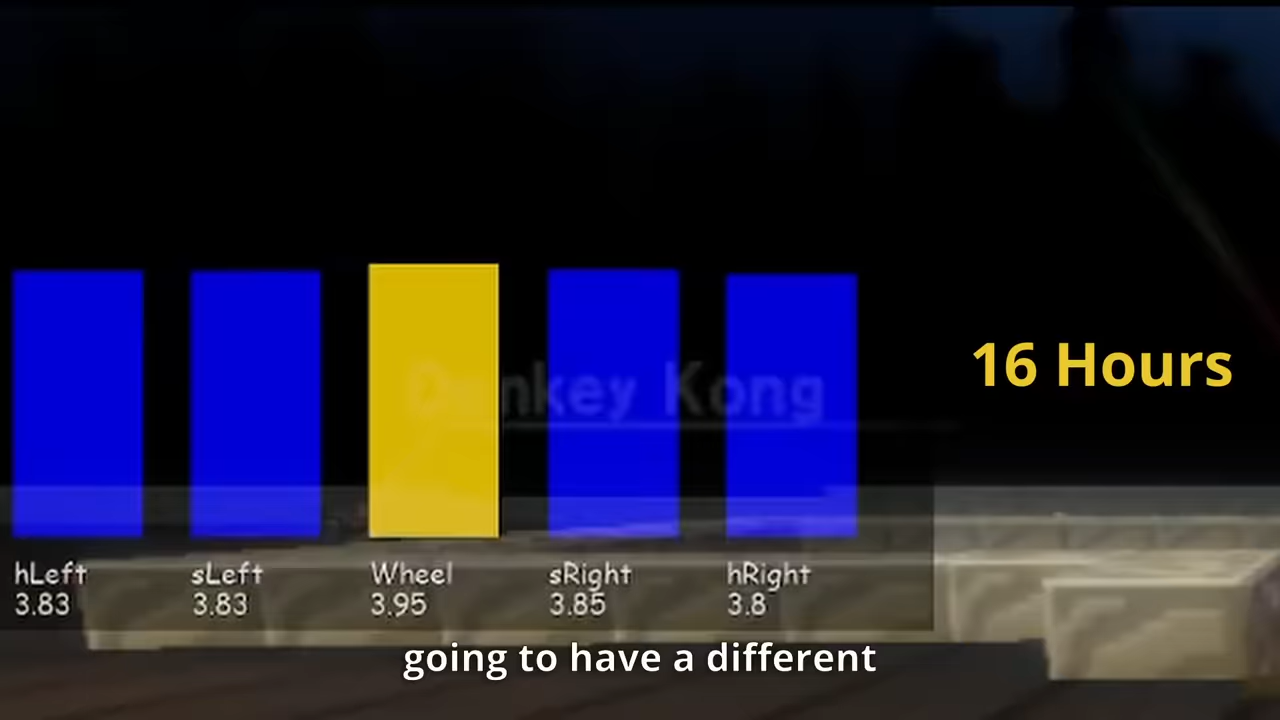 Donkey Kong
16 Hours
hLeft sLeft Wheel sRight hRight
3.83 3.83 3.95 3.85 3.8
going to have a different